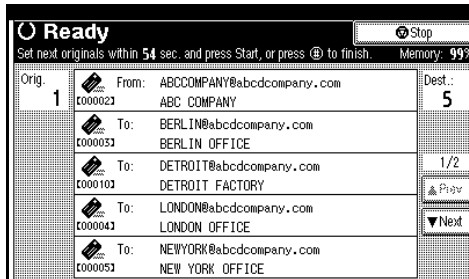 Ready
Stop
Set next originals within 54 sec. and press Start, or press # to finish. Memory: 99%
Orig. 1
From: ABCCOMPANY@abcdcompany.com
[00002] ABC COMPANY
To: BERLIN@abcdcompany.com
[00003] BERLIN OFFICE
To: DETROIT@abcdcompany.com
[00010] DETROIT FACTORY
To: LONDON@abcdcompany.com
[00004] LONDON OFFICE
To: NEWYORK@abcdcompany.com
[00005] NEW YORK OFFICE
Dest.: 5
1/2
▲Prev.
▼Next